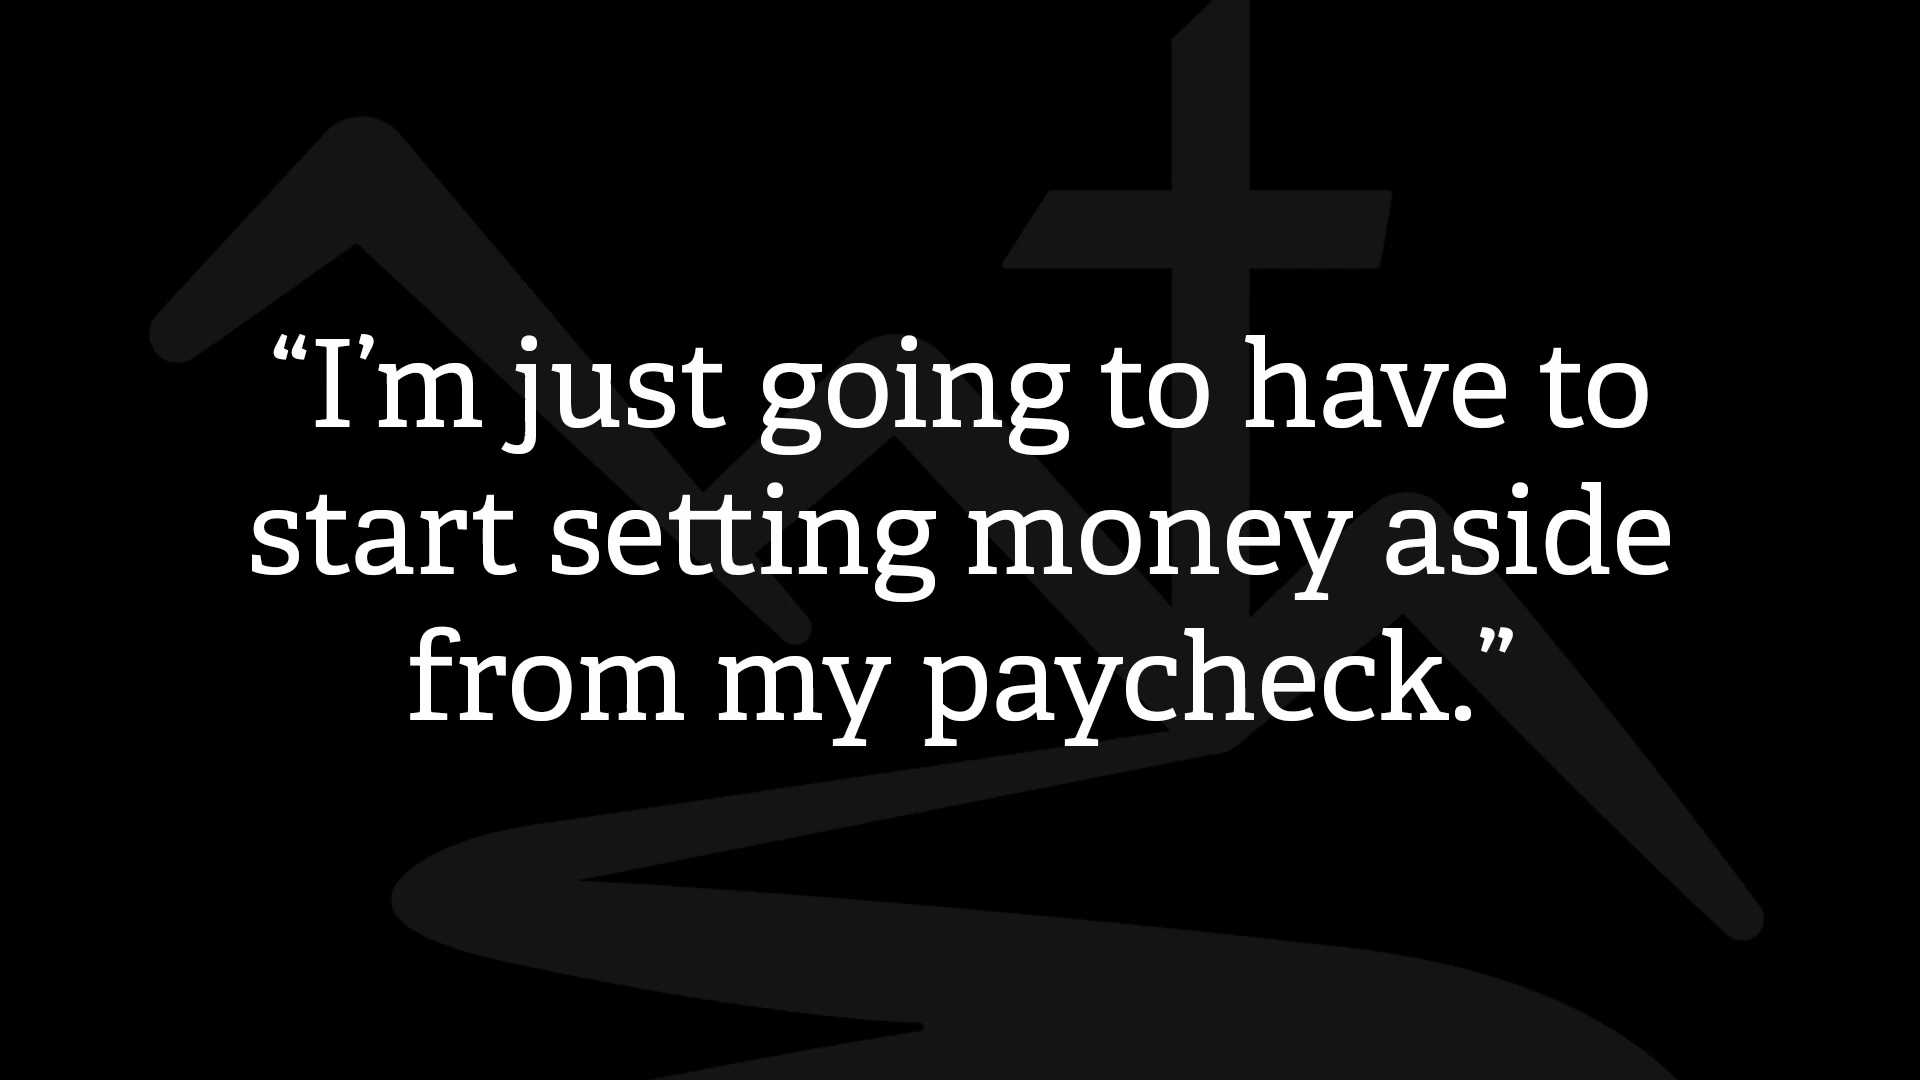 “I’m just going to have to
start setting money aside
from my paycheck.”